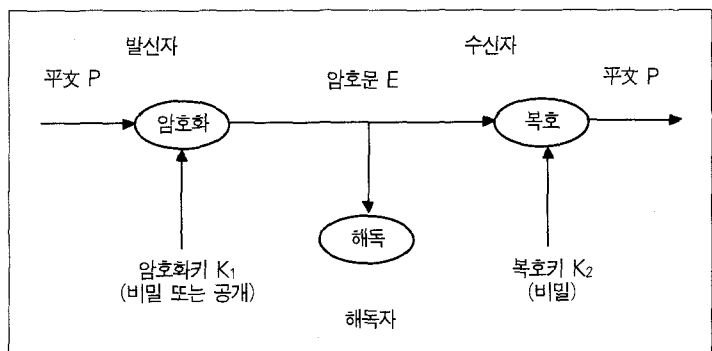 발신자
수신자
平文 P
암호문 E
平文 P
암호화
복호
해독
암호화키 K₁
(비밀 또는 공개)
복호키 K₂
(비밀)
해독자